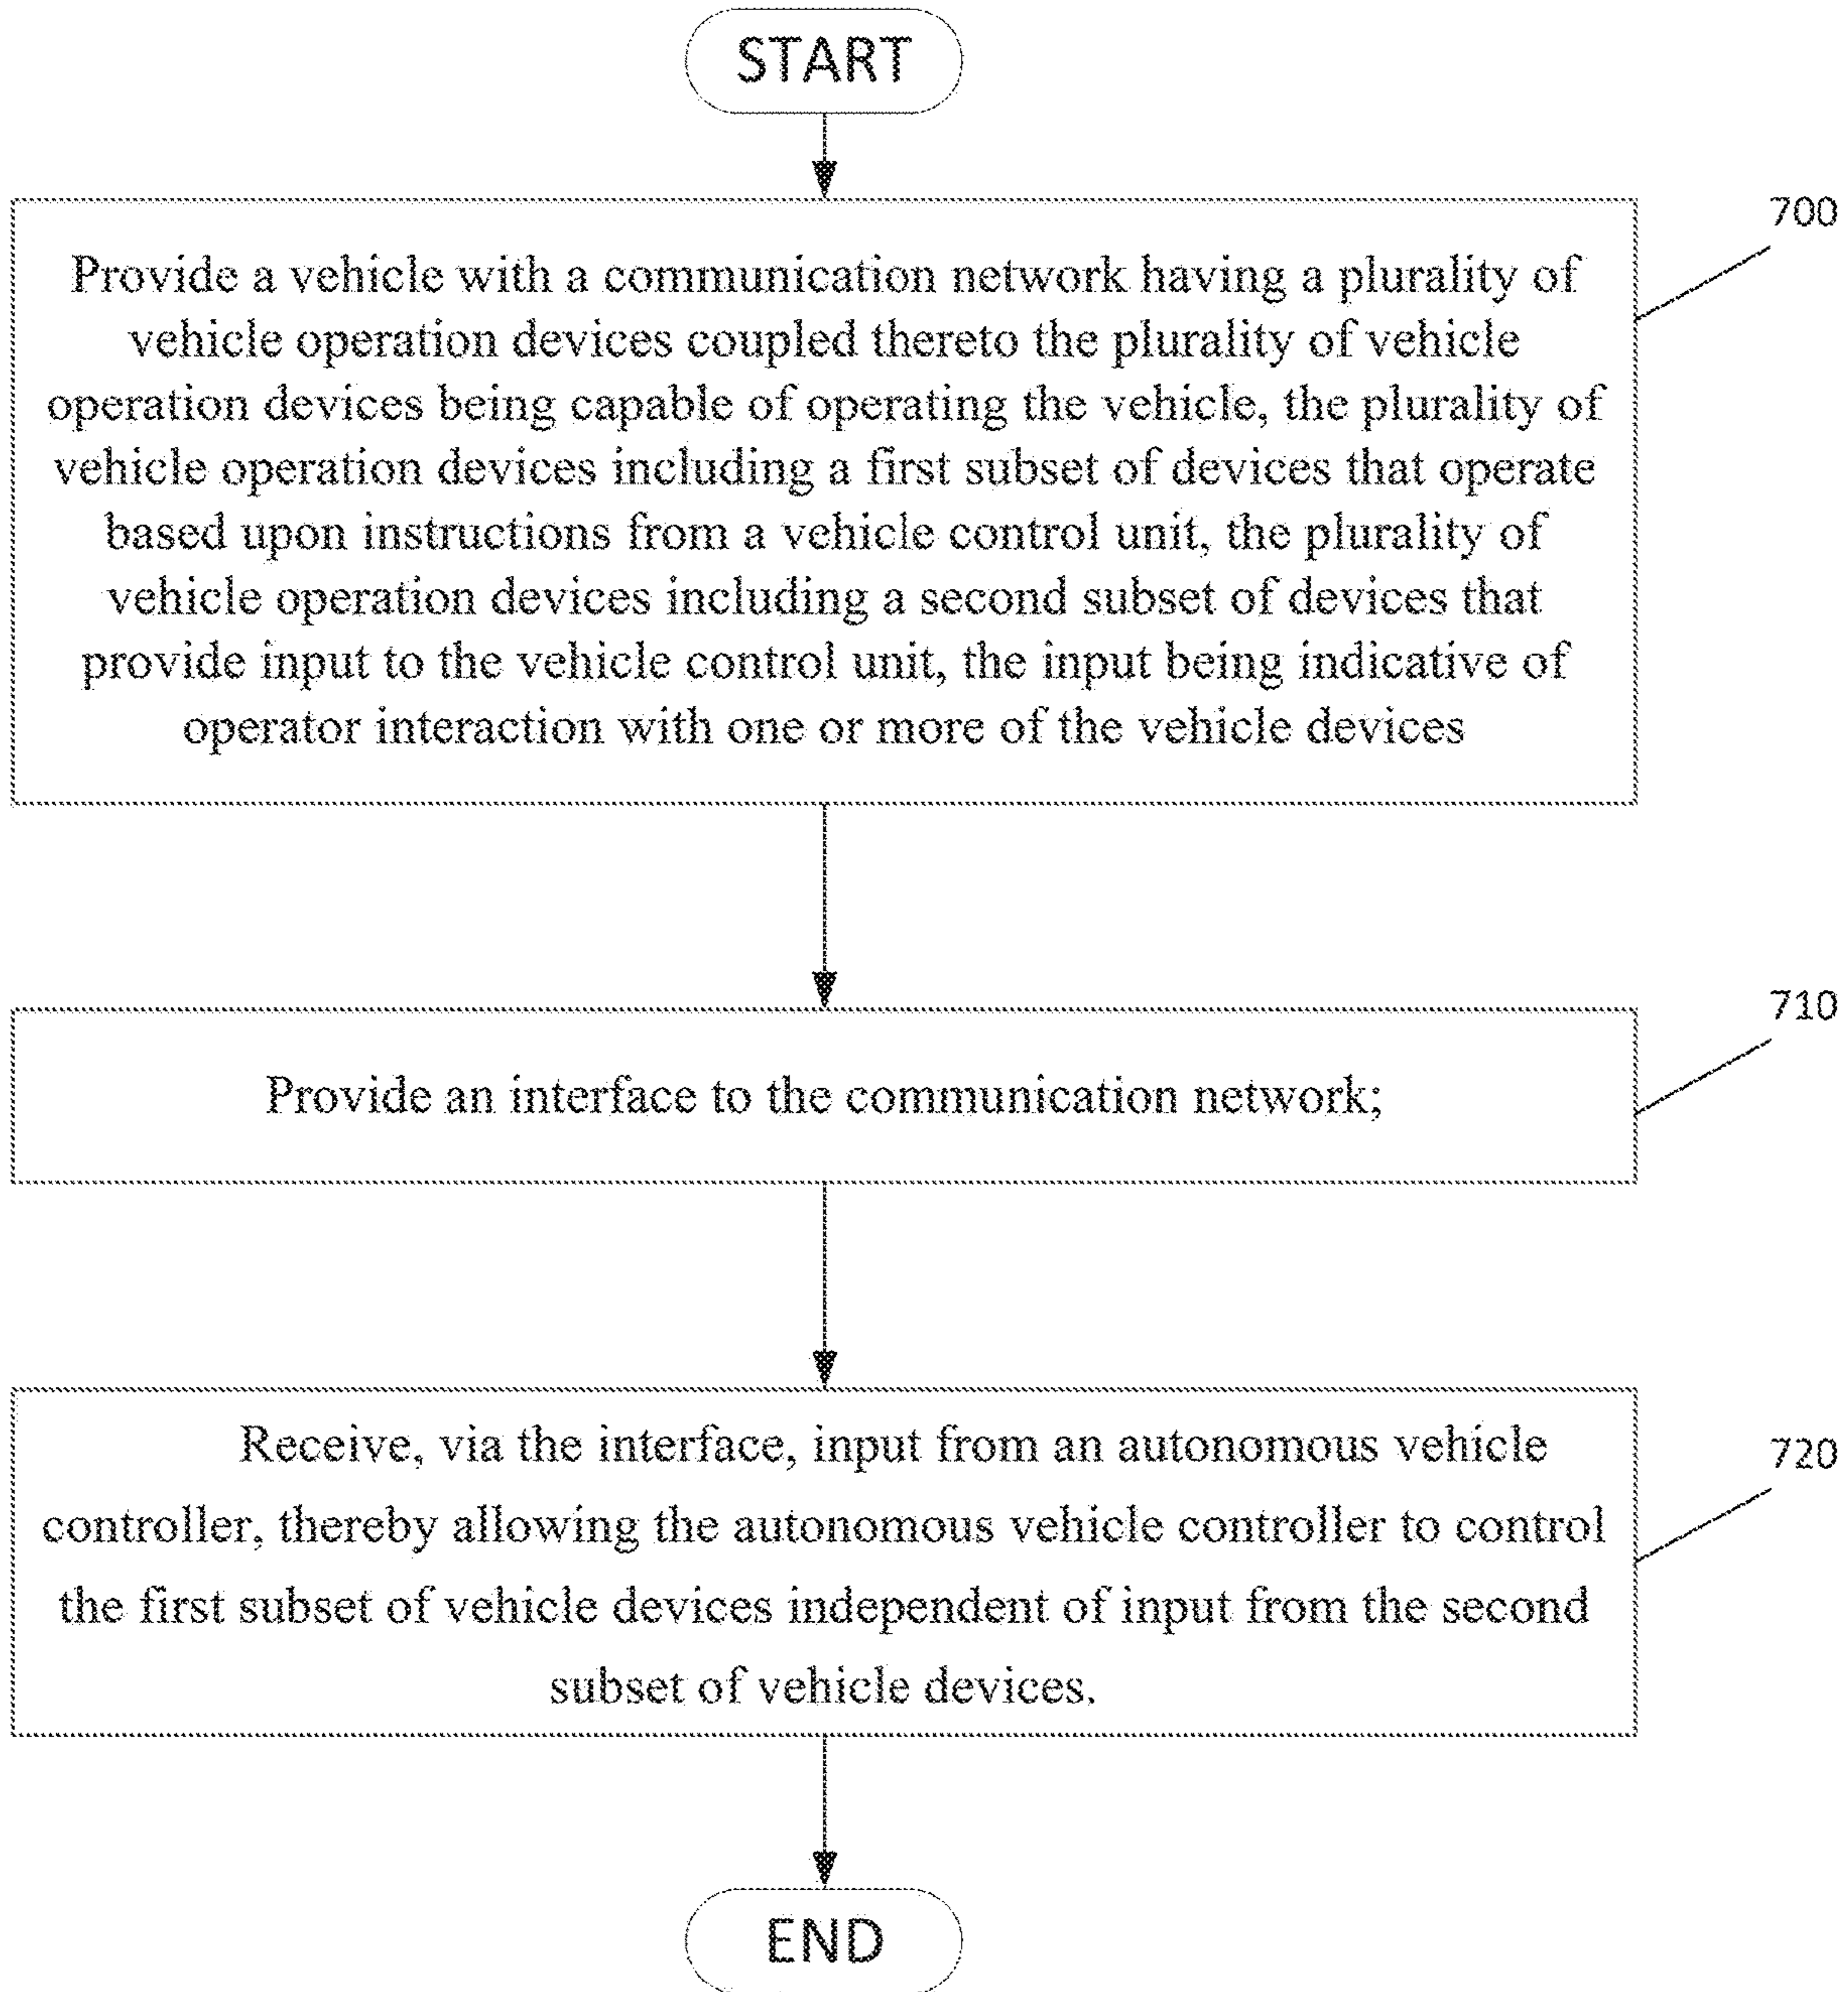 START
700
Provide a vehicle with a communication network having a plurality of
vehicle operation devices coupled thereto the plurality of vehicle
operation devices being capable of operating the vehicle, the plurality of
vehicle operation devices including a first subset of devices that operate
based upon instructions from a vehicle control unit, the plurality of
vehicle operation devices including a second subset of devices that
provide input to the vehicle control unit, the input being indicative of
operator interaction with one or more of the vehicle devices
710
Provide an interface to the communication network;
720
Receive, via the interface, input from an autonomous vehicle
controller, thereby allowing the autonomous vehicle controller to control
the first subset of vehicle devices independent of input from the second
subset of vehicle devices.
END